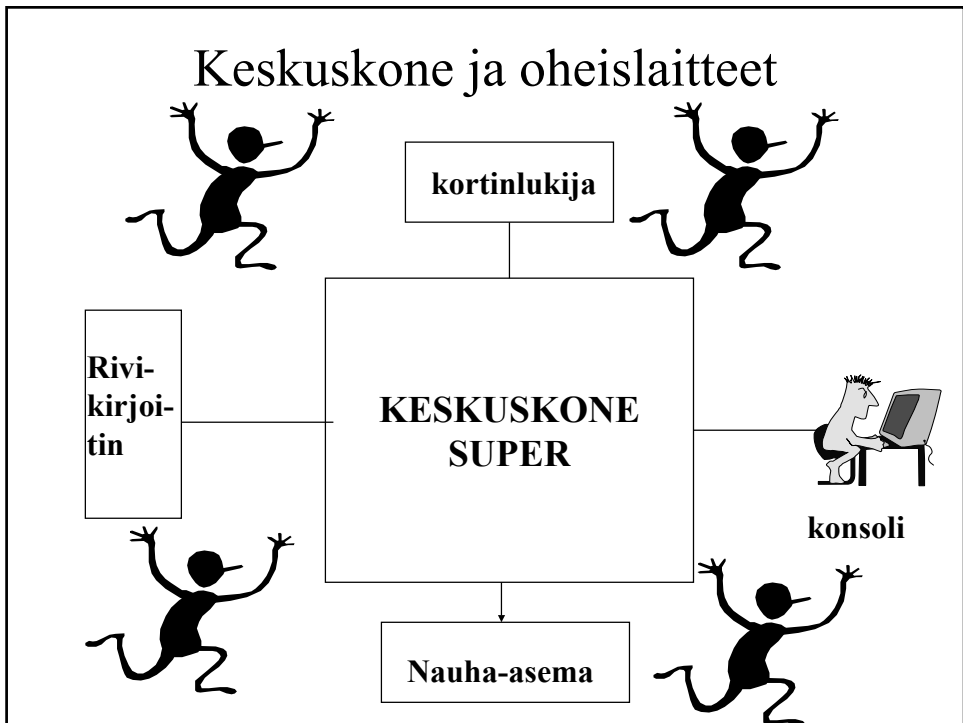 Keskuskone ja oheislaitteet
kortinlukija
Rivi-
kirjoi-
tin
KESKUSKONE
SUPER
konsoli
Nauha-asema